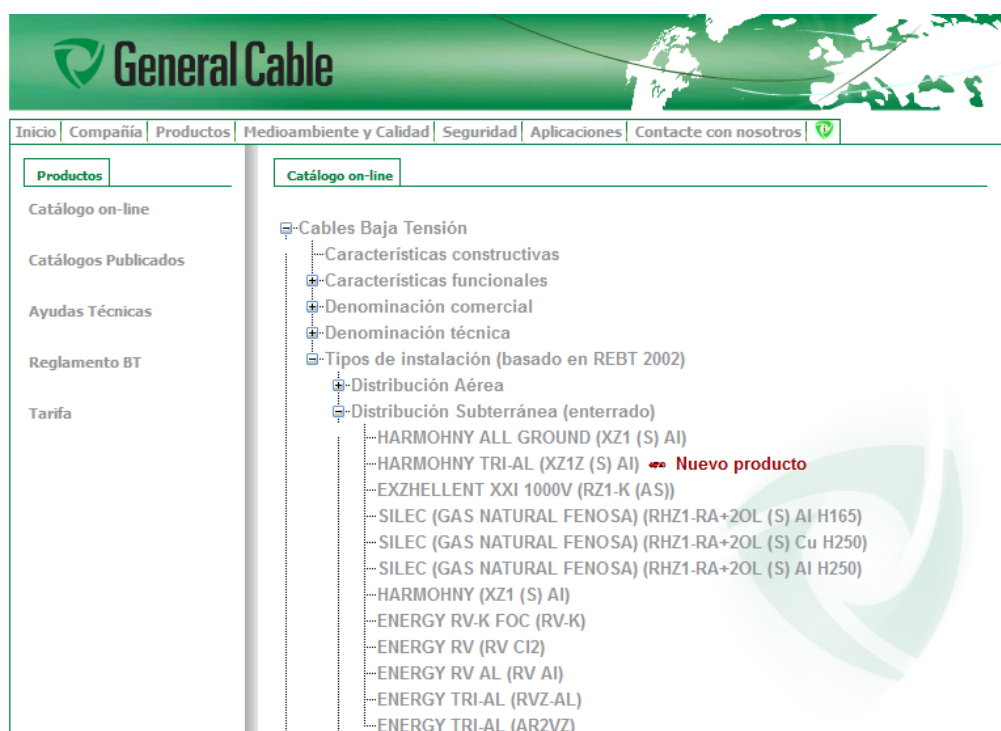 General Cable
Inicio Compañía Productos Medioambiente y Calidad Seguridad Aplicaciones Contacte con nosotros
Productos
Catálogo on-line
Catálogos Publicados
Ayudas Técnicas
Reglamento BT
Tarifa
Catálogo on-line
Cables Baja Tensión
Características constructivas
Características funcionales
Denominación comercial
Denominación técnica
Tipos de instalación (basado en REBT 2002)
Distribución Aérea
Distribución Subterránea (enterrado)
HARMOHNY ALL GROUND (XZ1 (S) Al)
HARMOHNY TRI-AL (XZ1Z (S) Al) Nuevo producto
EXZHELLENT XXI 1000V (RZ1-K (AS))
SILEC (GAS NATURAL FENOSA) (RHZ1-RA+2OL (S) Al H165)
SILEC (GAS NATURAL FENOSA) (RHZ1-RA+2OL (S) Cu H250)
SILEC (GAS NATURAL FENOSA) (RHZ1-RA+2OL (S) Al H250)
HARMOHNY (XZ1 (S) Al)
ENERGY RV-K FOC (RV-K)
ENERGY RV (RV Cl2)
ENERGY RV AL (RV Al)
ENERGY TRI-AL (RVZ-AL)
ENERGY TRI-AL (AR2VZ)